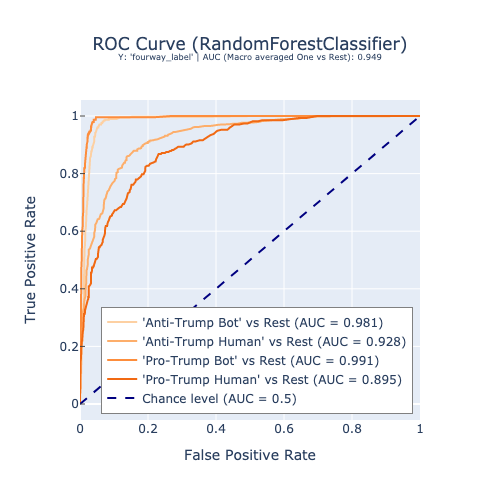 ROC Curve (RandomForestClassifier)
Y: 'fourway_label' | AUC (Macro averaged One vs Rest): 0.949
True Positive Rate
1
0.8
0.6
0.4
0.2
0
'Anti-Trump Bot' vs Rest (AUC = 0.981)
'Anti-Trump Human' vs Rest (AUC = 0.928)
'Pro-Trump Bot' vs Rest (AUC = 0.991)
'Pro-Trump Human' vs Rest (AUC = 0.895)
Chance level (AUC = 0.5)
0 0.2 0.4 0.6 0.8 1
False Positive Rate